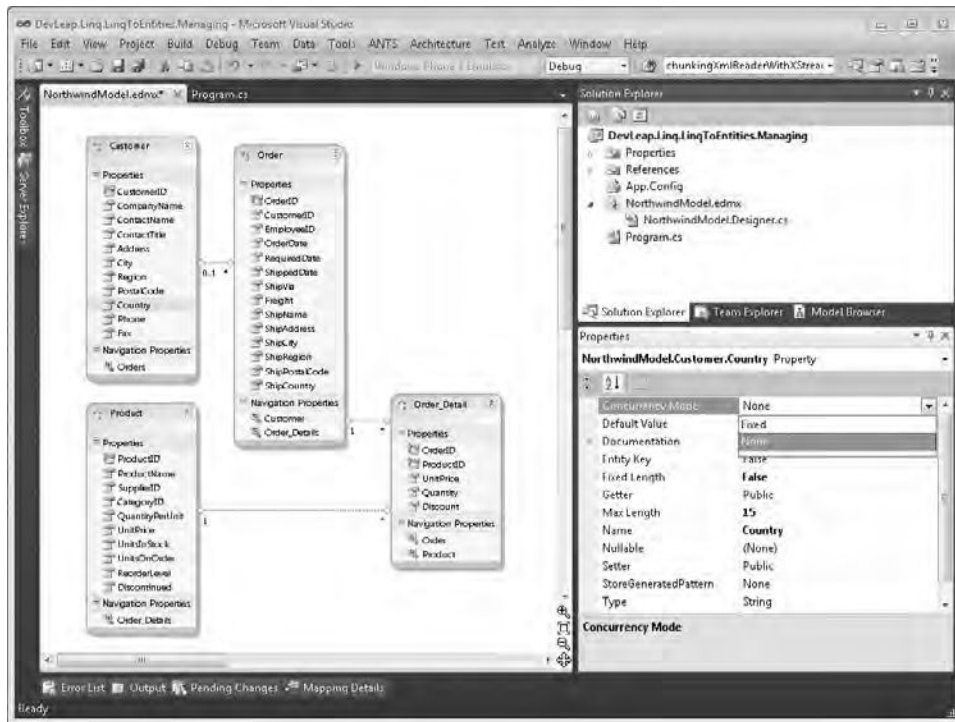 DevLeap.Linq.LinqToEntities.Managing - Microsoft Visual Studio
File Edit View Project Build Debug Team Data Tools ANTS Architecture Test Analyze Window Help
Windows Phone 7 Emulator Debug chunkingXmlReaderWithXStrea
NorthwindModel.edmx* Program.cs
Toolbox
Server Explorer
Customer
Properties
CustomerID
CompanyName
ContactName
ContactTitle
Address
City
Region
PostalCode
Country
Phone
Fax
Navigation Properties
Orders
0..1 *
Order
Properties
OrderID
CustomerID
EmployeeID
OrderDate
RequiredDate
ShippedDate
ShipVia
Freight
ShipName
ShipAddress
ShipCity
ShipRegion
ShipPostalCode
ShipCountry
Navigation Properties
Customer
Order_Details
1 *
Product
Properties
ProductID
ProductName
SupplierID
CategoryID
QuantityPerUnit
UnitPrice
UnitsInStock
UnitsOnOrder
ReorderLevel
Discontinued
Navigation Properties
Order_Details
1 *
Order_Detail
Properties
OrderID
ProductID
UnitPrice
Quantity
Discount
Navigation Properties
Order
Product
Solution Explorer
DevLeap.Linq.LinqToEntities.Managing
Properties
References
App.Config
NorthwindModel.edmx
NorthwindModel.Designer.cs
Program.cs
Solution Explorer Team Explorer Model Browser
Properties
NorthwindModel.Customer.Country Property
Concurrency Mode None
Default Value Fixed
Documentation None
Entity Key False
Fixed Length False
Getter Public
Max Length 15
Name Country
Nullable (None)
Setter Public
StoreGeneratedPattern None
Type String
Concurrency Mode
Error List Output Pending Changes Mapping Details
Ready